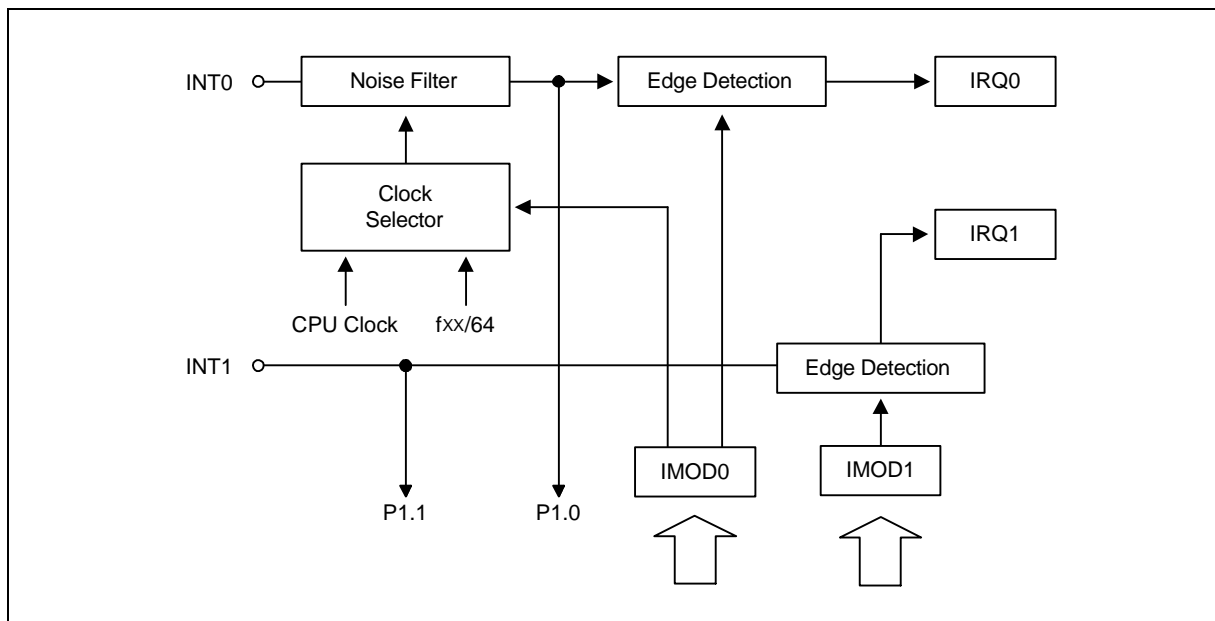 INT0
Noise Filter
Edge Detection
IRQ0
Clock
Selector
IRQ1
CPU Clock
fxx/64
INT1
Edge Detection
IMOD0
IMOD1
P1.1
P1.0